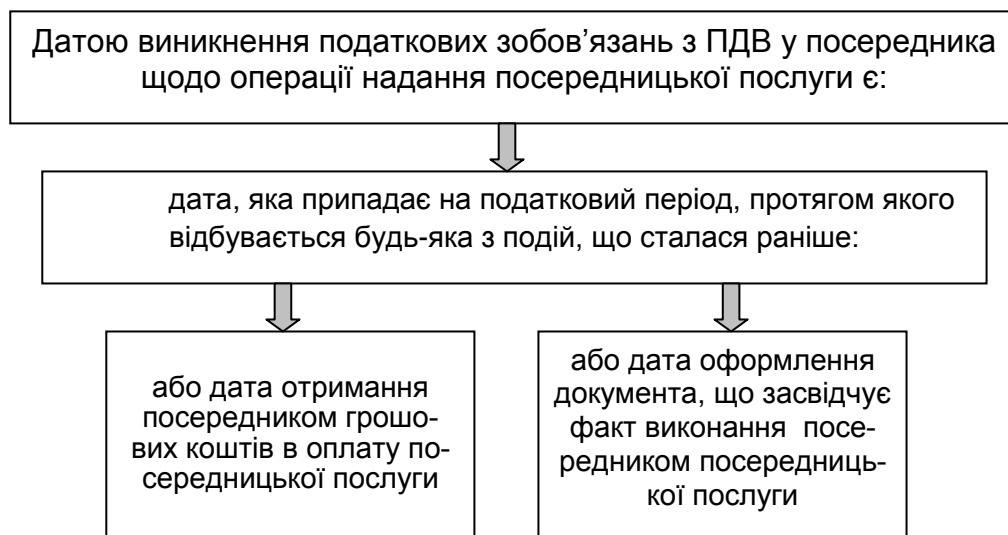 Датою виникнення податкових зобов’язань з ПДВ у посередника
щодо операції надання посередницької послуги є:
дата, яка припадає на податковий період, протягом якого
відбувається будь-яка з подій, що сталася раніше:
або дата отримання
посередником грошо-
вих коштів в оплату по-
середницької послуги
або дата оформлення
документа, що засвідчує
факт виконання посе-
редником посередниць-
кої послуги